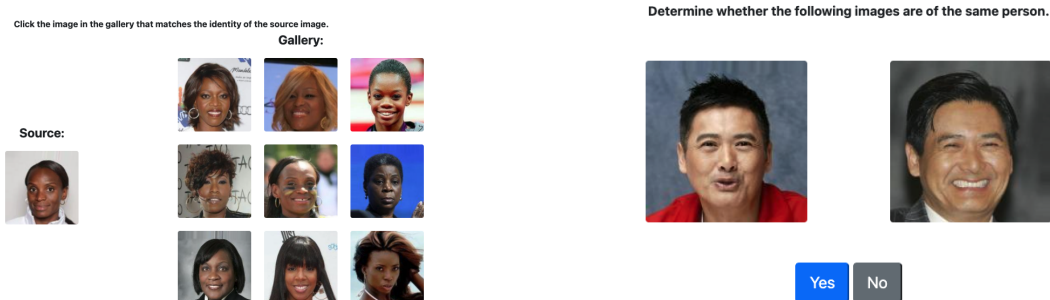 Click the image in the gallery that matches the identity of the source image.
Gallery:
Source:
Determine whether the following images are of the same person.
Yes
No